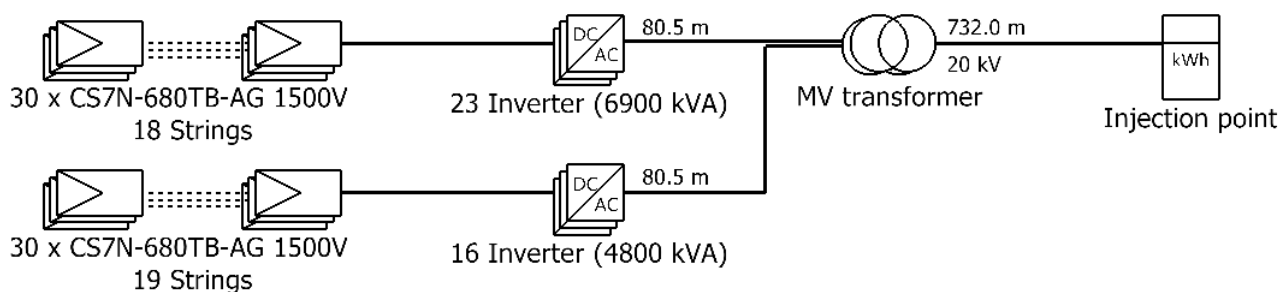 DC
AC
80.5 m
732.0 m
20 kV
kWh
30 x CS7N-680TB-AG 1500V
18 Strings
23 Inverter (6900 kVA)
MV transformer
Injection point
DC
AC
80.5 m
30 x CS7N-680TB-AG 1500V
19 Strings
16 Inverter (4800 kVA)